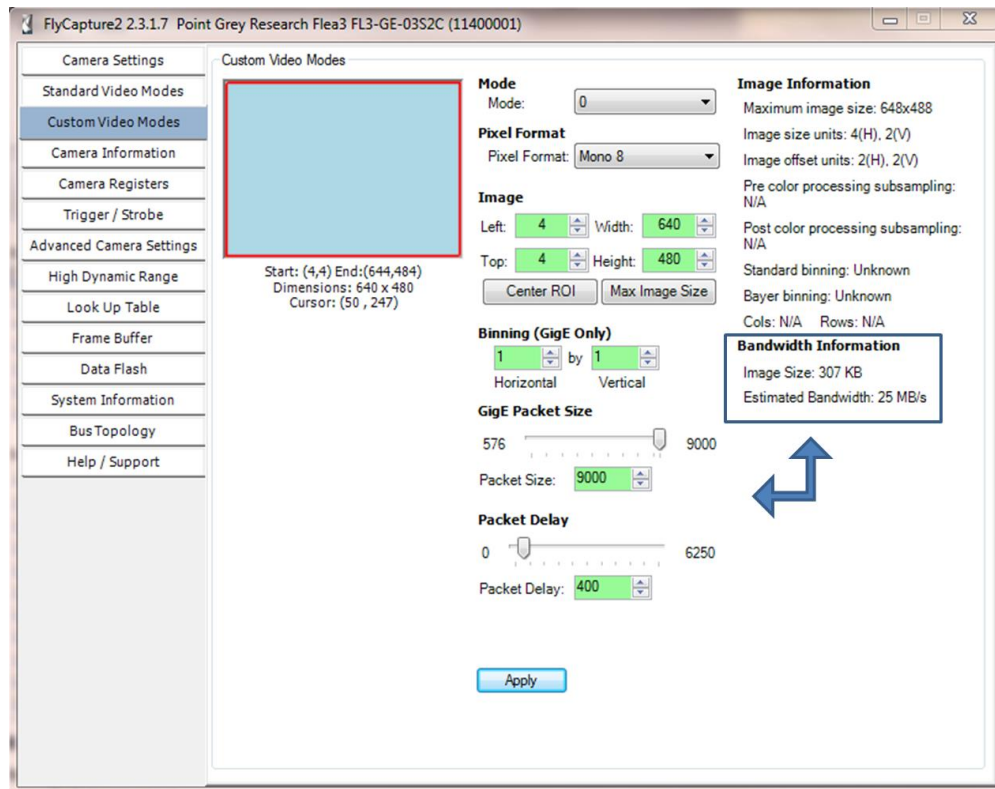 FlyCapture2 2.3.1.7 Point Grey Research Flea3 FL3-GE-03S2C (11400001)
Camera Settings
Standard Video Modes
Custom Video Modes
Camera Information
Camera Registers
Trigger / Strobe
Advanced Camera Settings
High Dynamic Range
Look Up Table
Frame Buffer
Data Flash
System Information
Bus Topology
Help / Support
Custom Video Modes
Start: (4,4) End:(644,484)
Dimensions: 640 x 480
Cursor: (50 , 247)
Mode
Mode: 0
Pixel Format
Pixel Format: Mono 8
Image
Left: 4 Width: 640
Top: 4 Height: 480
Center ROI Max Image Size
Binning (GigE Only)
1 by 1
Horizontal Vertical
GigE Packet Size
576 9000
Packet Size: 9000
Packet Delay
0 6250
Packet Delay: 400
Apply
Image Information
Maximum image size: 648x488
Image size units: 4(H), 2(V)
Image offset units: 2(H), 2(V)
Pre color processing subsampling:
N/A
Post color processing subsampling:
N/A
Standard binning: Unknown
Bayer binning: Unknown
Cols: N/A Rows: N/A
Bandwidth Information
Image Size: 307 KB
Estimated Bandwidth: 25 MB/s